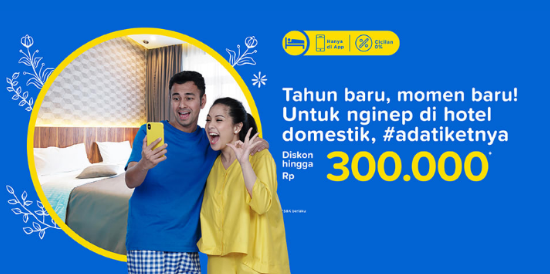 Hanya
di App
Cicilan
0%
Tahun baru, momen baru!
Untuk nginep di hotel
domestik, #adatiketnya
Diskon
hingga
Rp
300.000*